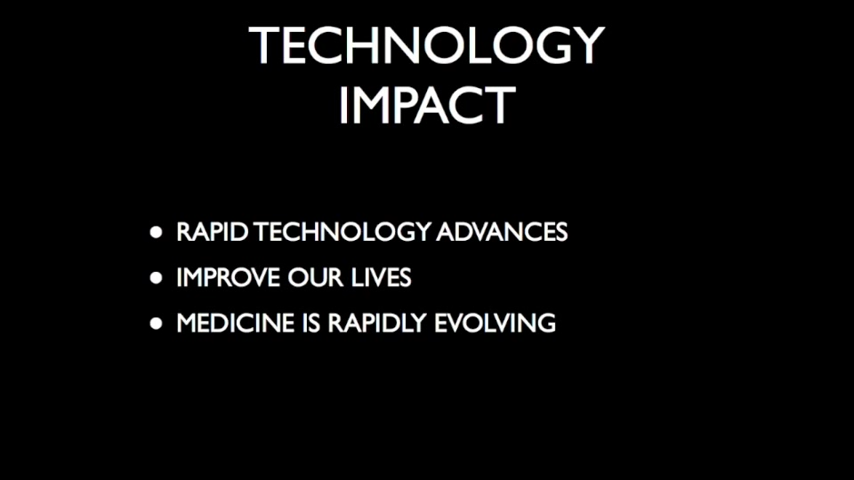 TECHNOLOGY
IMPACT
• RAPID TECHNOLOGY ADVANCES
• IMPROVE OUR LIVES
• MEDICINE IS RAPIDLY EVOLVING